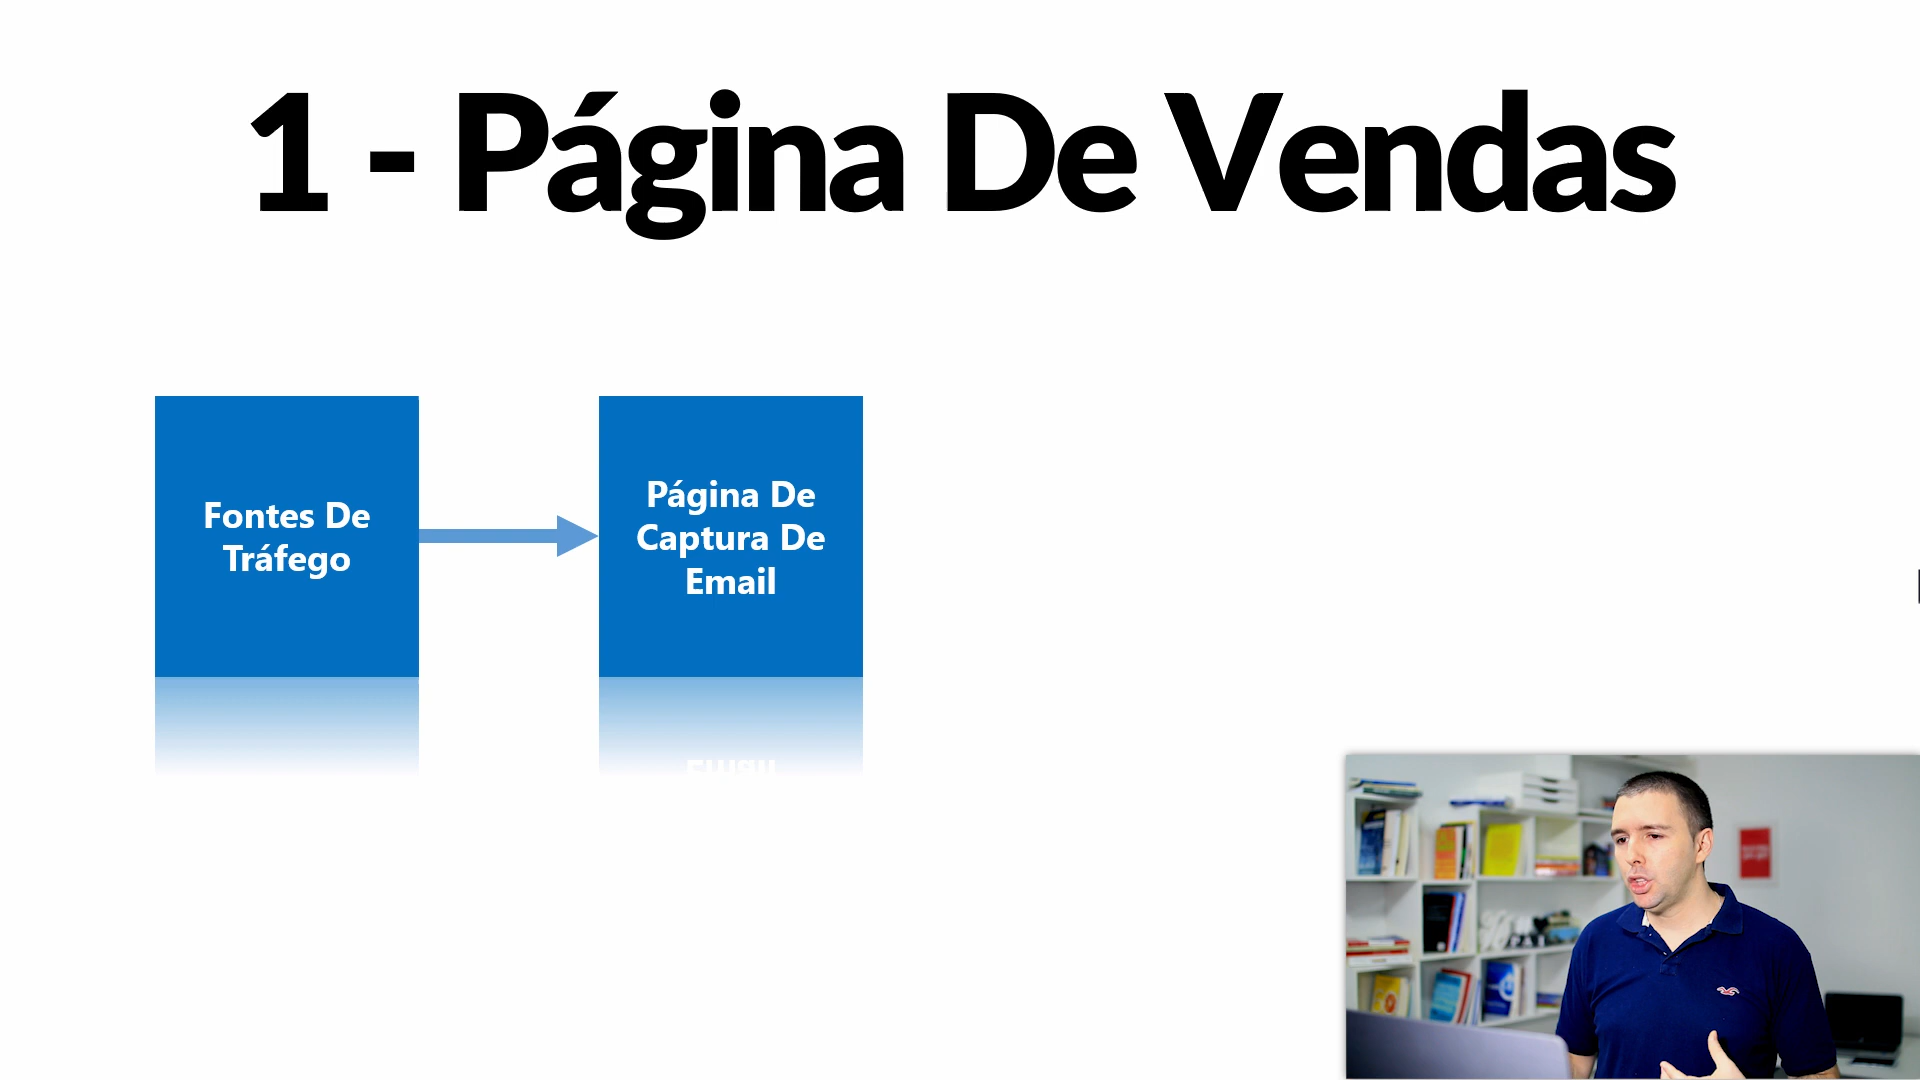 1 - Página De Vendas
Fontes De
Tráfego
Página De
Captura De
Email